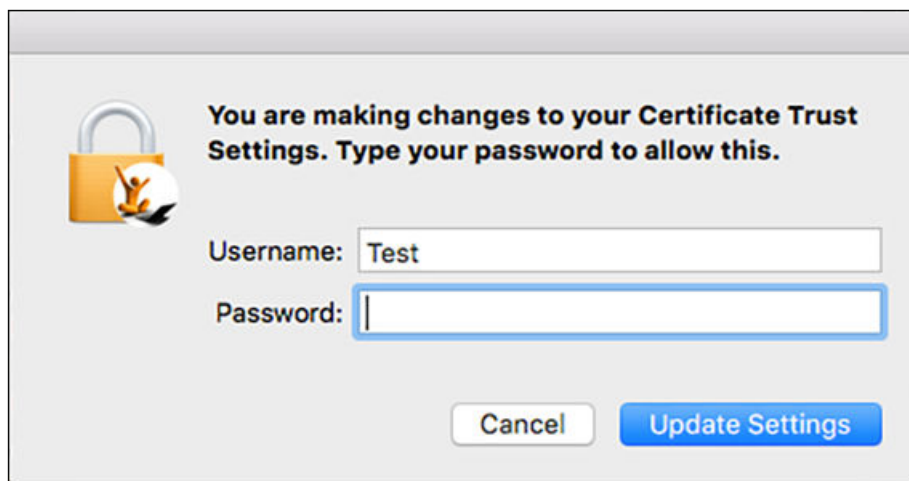 You are making changes to your Certificate Trust
Settings. Type your password to allow this.
Username: Test
Password:
Cancel Update Settings